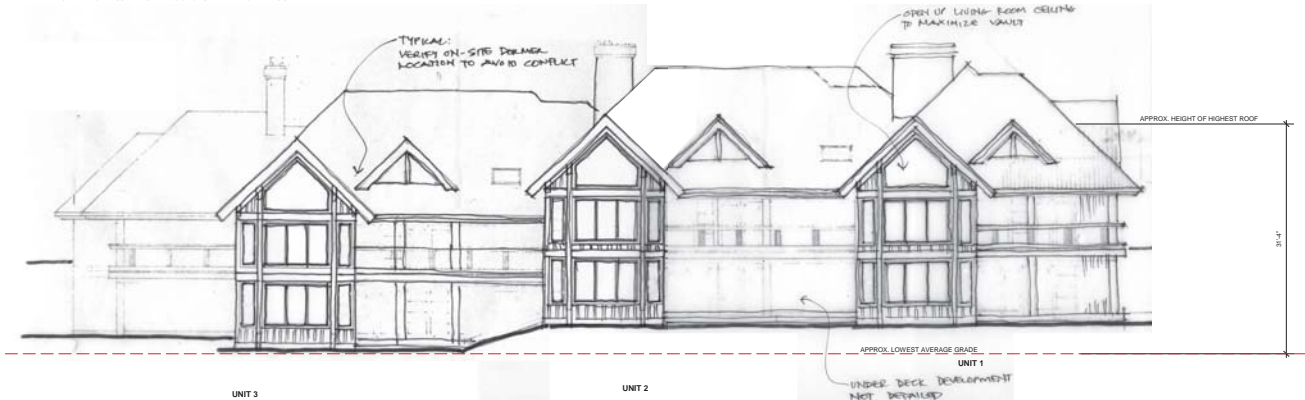 TYPICAL:
VERIFY ON-SITE DORMER
LOCATION TO AVOID CONFLICT
OPEN UP LIVING ROOM CEILING
TO MAXIMIZE VAULT
APPROX. HEIGHT OF HIGHEST ROOF
31'-4"
APPROX. LOWEST AVERAGE GRADE
UNIT 1
UNIT 2
UNIT 3
UNDER DECK DEVELOPMENT
NOT DETAILED